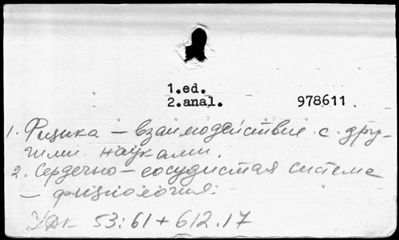 1.ed.
2.anal. 978611.
1. Физика – взаимодействие с дру-
гими науками.
2. Сердечно-сосудистая система
– физиология.
УДК 53:61+612.17